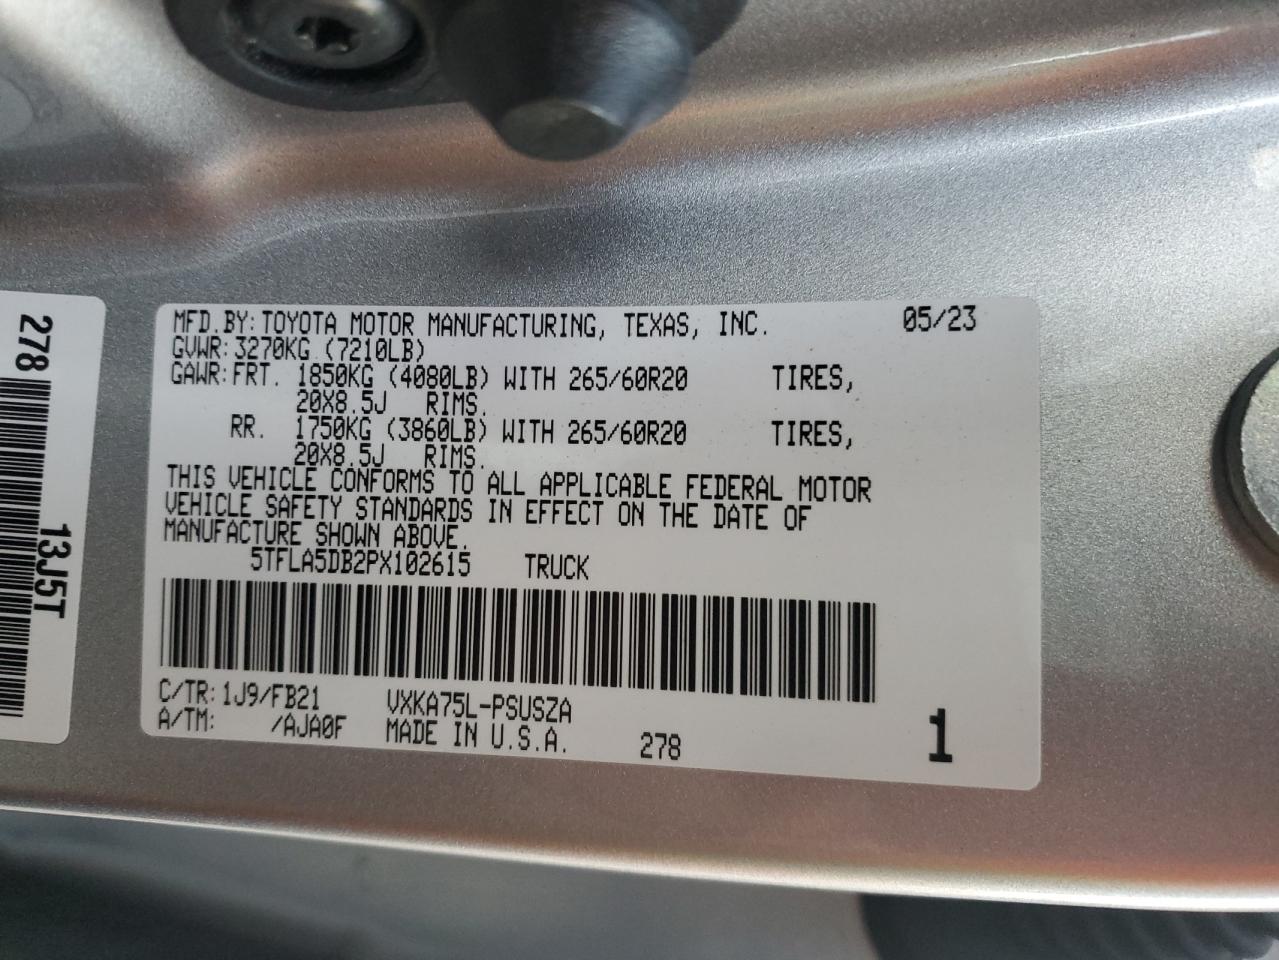 278
13J5T
MFD.BY: TOYOTA MOTOR MANUFACTURING, TEXAS, INC. 05/23
GVWR: 3270KG (7210LB)
GAWR: FRT. 1850KG (4080LB) WITH 265/60R20 TIRES,
20X8.5J RIMS.
RR. 1750KG (3860LB) WITH 265/60R20 TIRES,
20X8.5J RIMS.
THIS VEHICLE CONFORMS TO ALL APPLICABLE FEDERAL MOTOR
VEHICLE SAFETY STANDARDS IN EFFECT ON THE DATE OF
MANUFACTURE SHOWN ABOVE.
5TFLA5DB2PX102615 TRUCK
C/TR: 1J9/FB21 VXKA75L-PSUSZA
A/TM: /AJA0F MADE IN U.S.A. 278 1